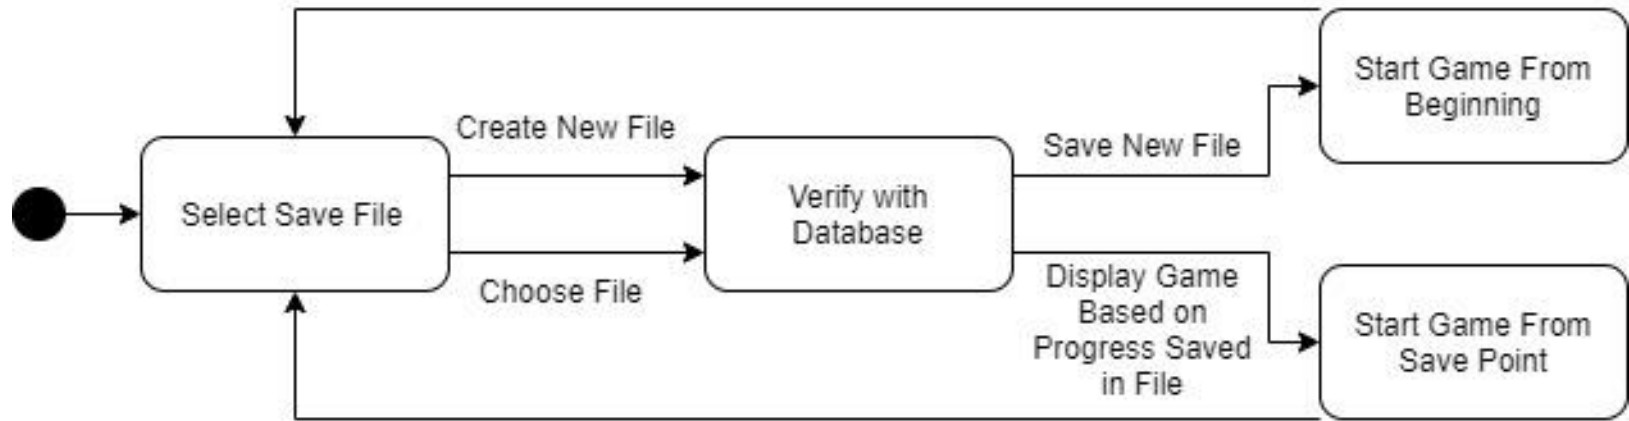 Start Game From
Beginning
Create New File
Save New File
Select Save File
Verify with
Database
Choose File
Display Game
Based on
Progress Saved
in File
Start Game From
Save Point